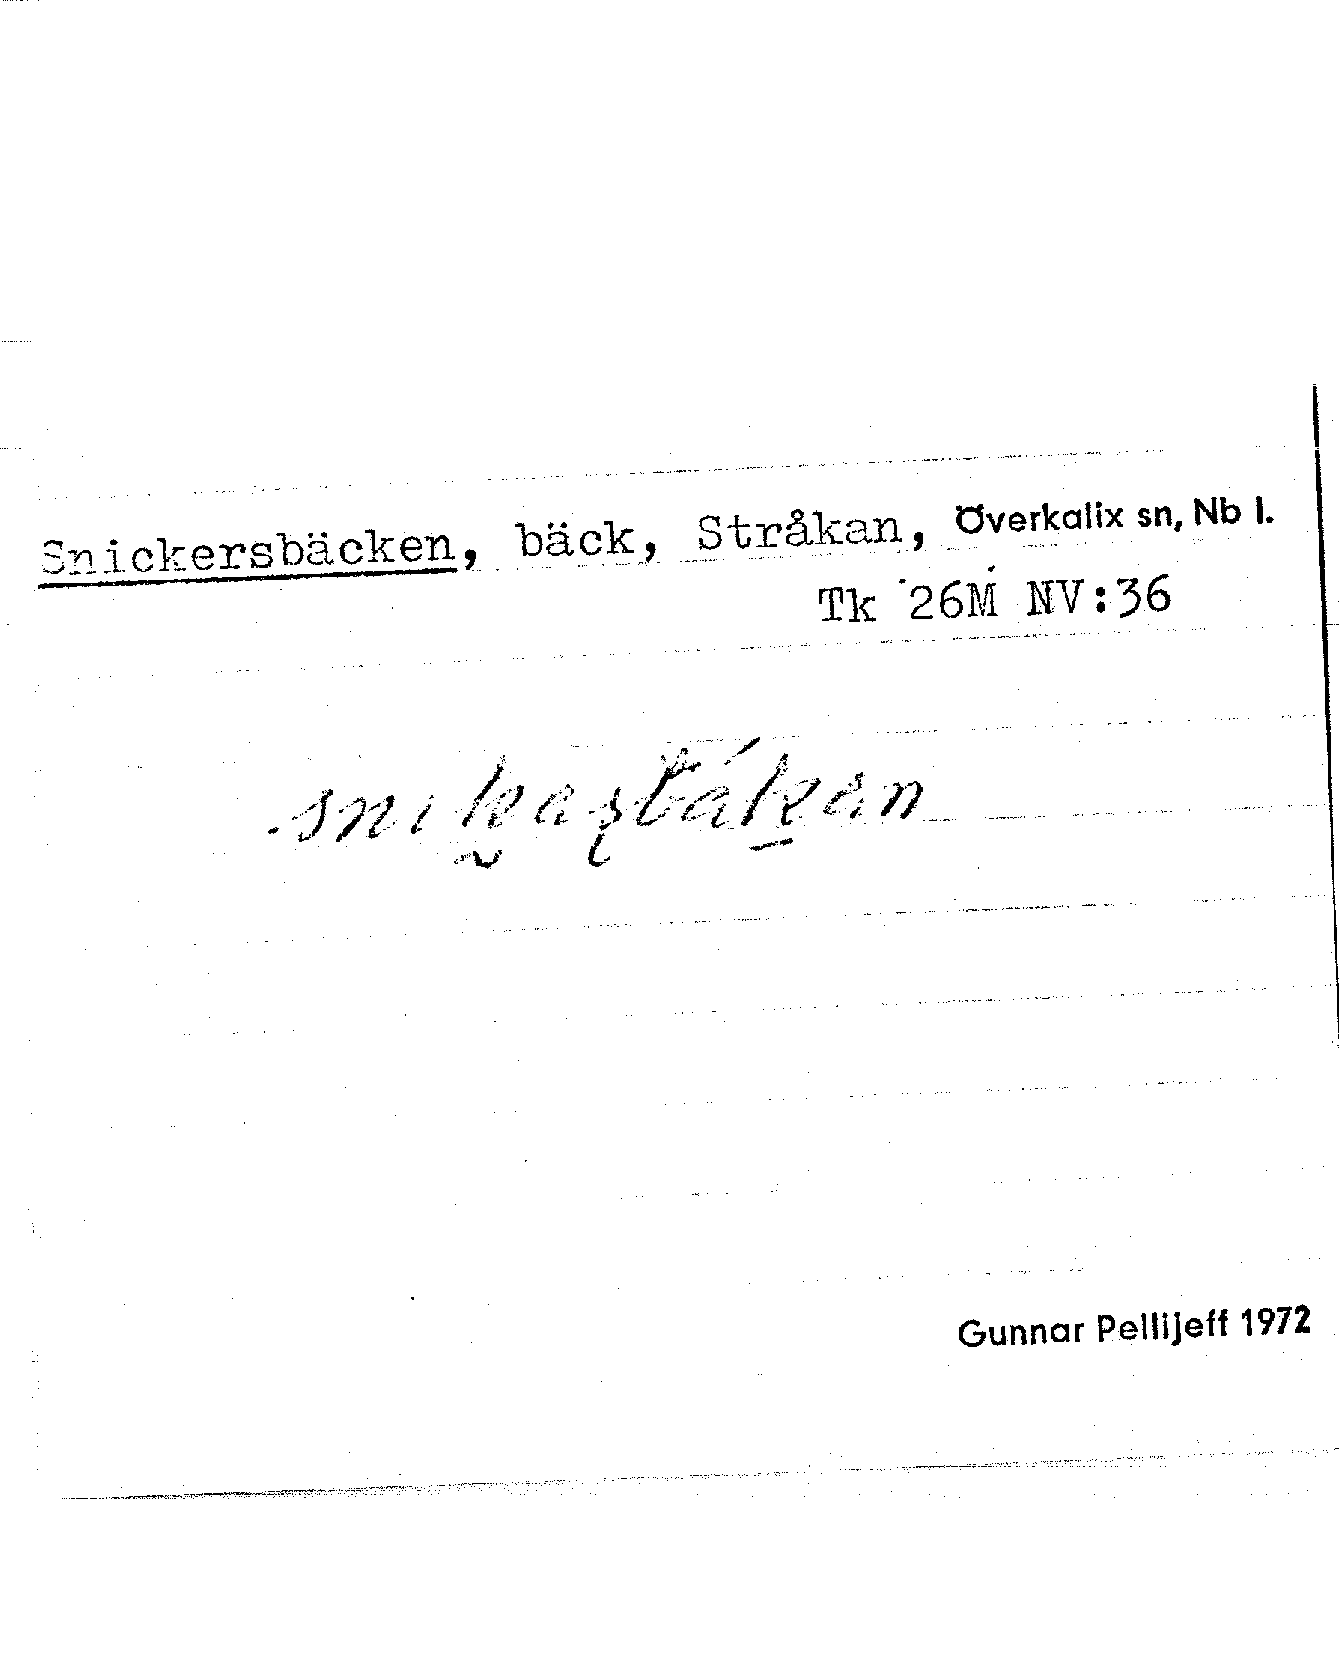 Snickersbäcken, bäck, Stråkan, Överkalix sn, Nb l.
Tk 26M NV:36
Gunnar Pellijeff 1972